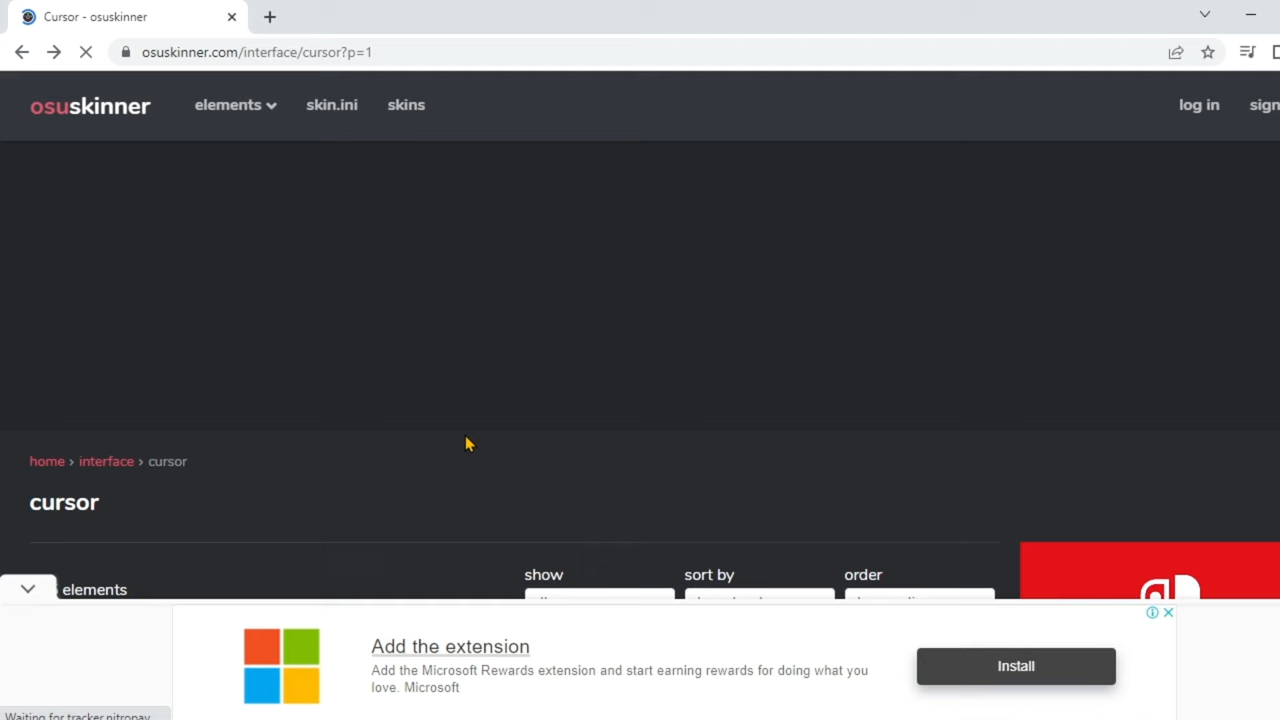 Cursor - osuskinner
osuskinner.com/interface/cursor?p=1
osuskinner
elements
skin.ini
skins
log in
sign
home › interface › cursor
cursor
elements
show
sort by
order
Add the extension
Add the Microsoft Rewards extension and start earning rewards for doing what you
love. Microsoft
Install
Waiting for tracker.nitropay